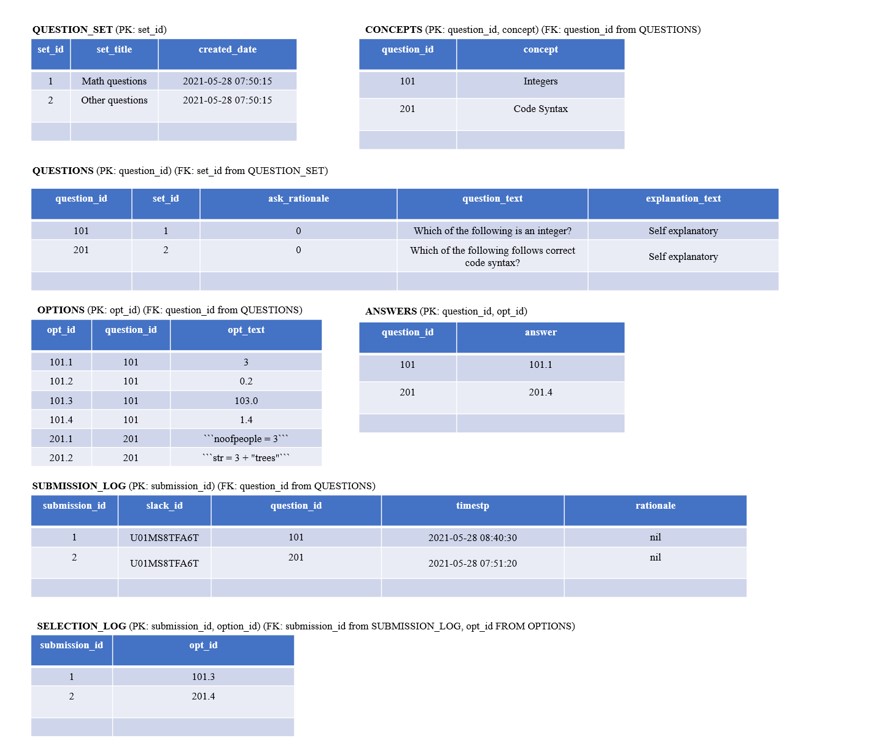 QUESTION_SET (PK: set_id)
set_id set_title created_date
1 Math questions 2021-05-28 07:50:15
2 Other questions 2021-05-28 07:50:15
CONCEPTS (PK: question_id, concept) (FK: question_id from QUESTIONS)
question_id concept
101 Integers
201 Code Syntax
QUESTIONS (PK: question_id) (FK: set_id from QUESTION_SET)
question_id set_id ask_rationale question_text explanation_text
101 1 0 Which of the following is an integer? Self explanatory
201 2 0 Which of the following follows correct
code syntax? Self explanatory
OPTIONS (PK: opt_id) (FK: question_id from QUESTIONS)
opt_id question_id opt_text
101.1 101 3
101.2 101 0.2
101.3 101 103.0
101.4 101 1.4
201.1 201 ```noofpeople = 3```
201.2 201 ```str = 3 + "trees"```
ANSWERS (PK: question_id, opt_id)
question_id answer
101 101.1
201 201.4
SUBMISSION_LOG (PK: submission_id) (FK: question_id from QUESTIONS)
submission_id slack_id question_id timestp rationale
1 U01MS8TFA6T 101 2021-05-28 08:40:30 nil
2 U01MS8TFA6T 201 2021-05-28 07:51:20 nil
SELECTION_LOG (PK: submission_id, option_id) (FK: submission_id from SUBMISSION_LOG, opt_id FROM OPTIONS)
submission_id opt_id
1 101.3
2 201.4